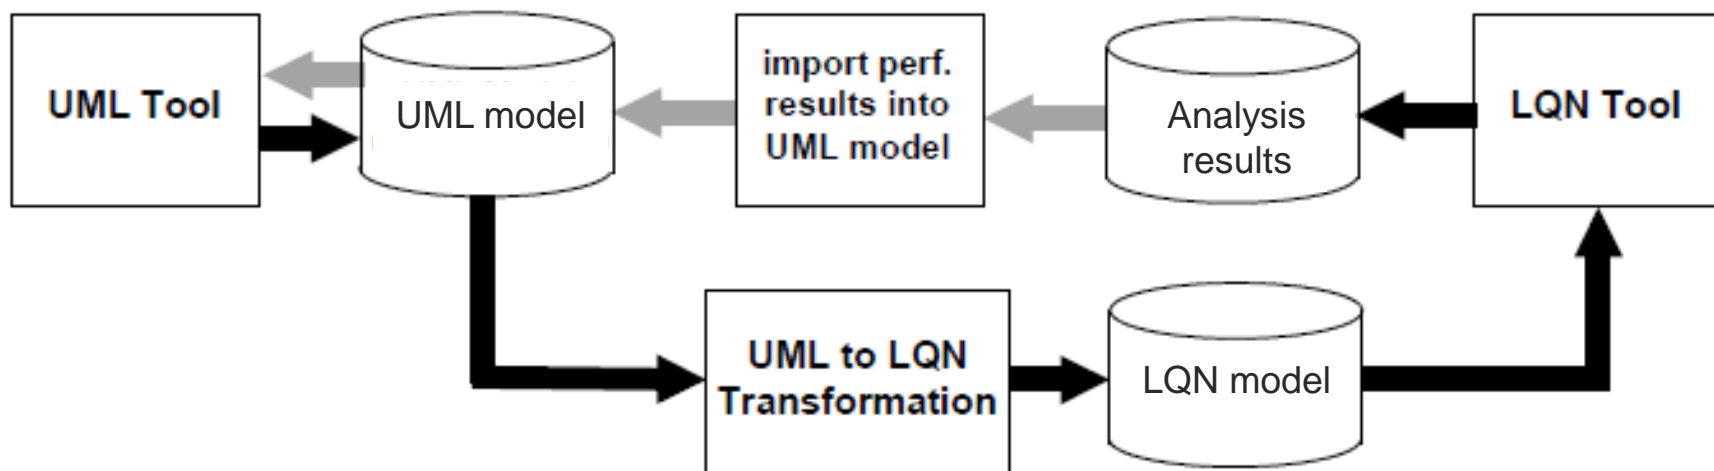 UML Tool
UML model
import perf.
results into
UML model
Analysis
results
LQN Tool
UML to LQN
Transformation
LQN model